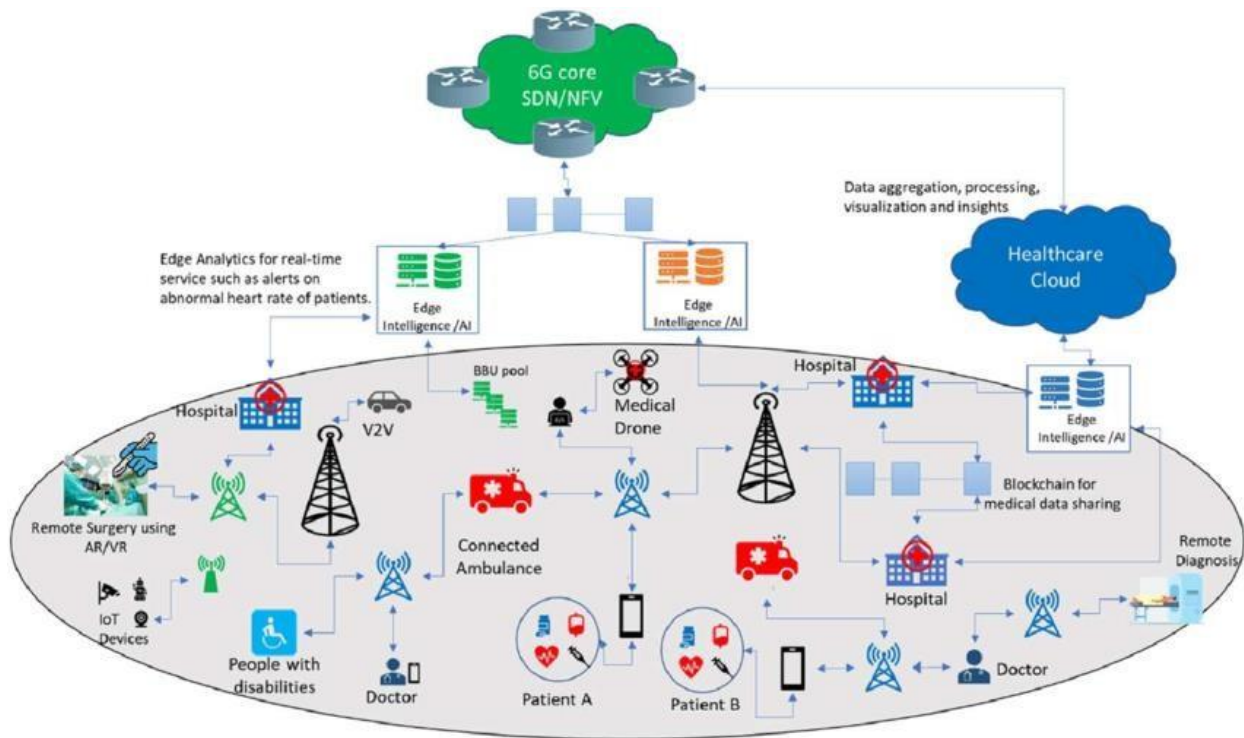 6G core
SDN/NFV
Data aggregation, processing,
visualization and insights
Healthcare
Cloud
Edge Analytics for real-time
service such as alerts on
abnormal heart rate of patients.
Edge
Intelligence /AI
Edge
Intelligence /AI
Hospital
V2V
BBU pool
Medical
Drone
Hospital
Edge
Intelligence /AI
Remote Surgery using
AR/VR
Connected
Ambulance
Blockchain for
medical data sharing
Remote
Diagnosis
IoT
Devices
People with
disabilities
Doctor
Patient A
Patient B
Hospital
Doctor